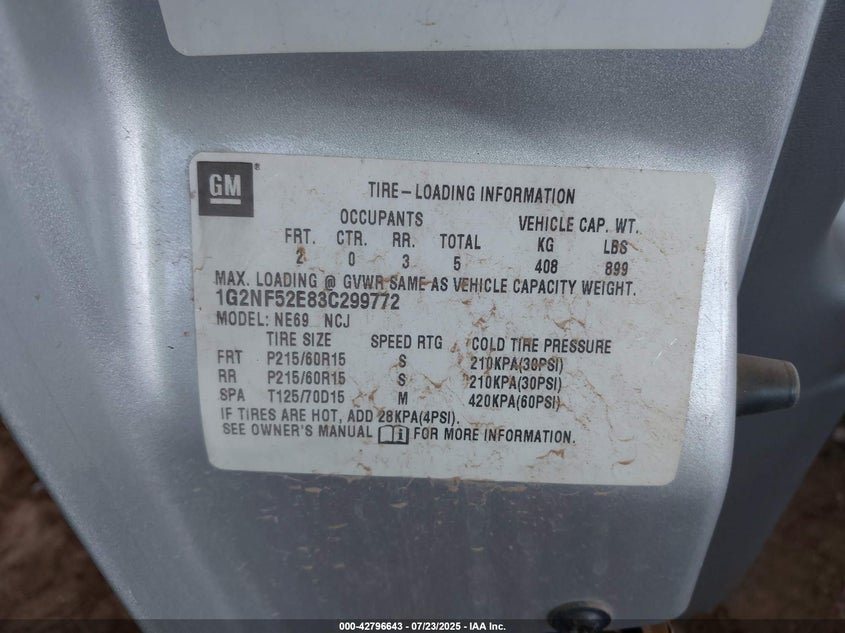 GM ®
TIRE-LOADING INFORMATION
OCCUPANTS VEHICLE CAP. WT.
FRT. CTR. RR. TOTAL KG LBS
2 0 3 5 408 899
MAX. LOADING @ GVWR SAME AS VEHICLE CAPACITY WEIGHT.
1G2NF52E83C299772
MODEL: NE69 NCJ
TIRE SIZE SPEED RTG COLD TIRE PRESSURE
FRT P215/60R15 S 210KPA(30PSI)
RR P215/60R15 S 210KPA(30PSI)
SPA T125/70D15 M 420KPA(60PSI)
IF TIRES ARE HOT, ADD 28KPA(4PSI).
SEE OWNER'S MANUAL i FOR MORE INFORMATION.
000-42796643 - 07/23/2025 - IAA Inc.